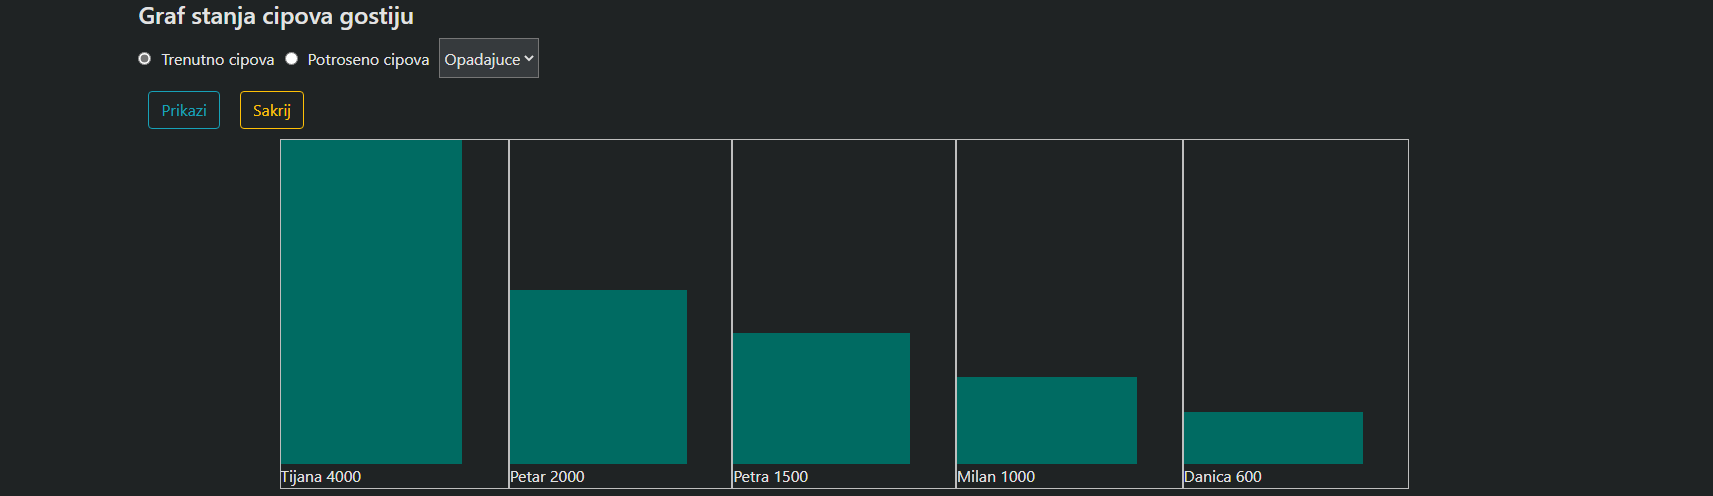 Graf stanja cipova gostiju
Trenutno cipova Potroseno cipova Opadajuce
Prikazi Sakrij
Tijana 4000 Petar 2000 Petra 1500 Milan 1000 Danica 600